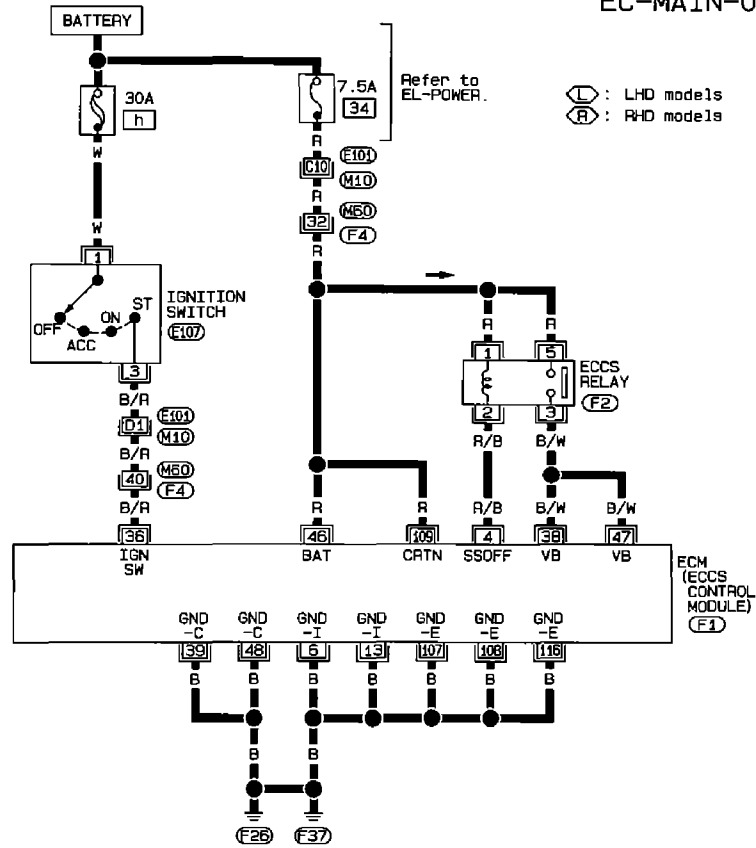 EC-MAIN-0
BATTERY
30A
h
7.5A
34
Refer to
EL-POWER.
L : LHD models
R : RHD models
W
R
C10
E101
M10
R
32
M60
F4
W
R
1
IGNITION
SWITCH
E107
OFF
ACC
ON
ST
3
R
R
1
5
ECCS
RELAY
F2
2
3
B/R
D1
E101
M10
B/R
40
M60
F4
B/R
R/B
B/W
R
R
R/B
B/W
B/W
36
46
109
4
38
47
IGN
SW
BAT
CRTN
SSOFF
VB
VB
ECM
(ECCS
CONTROL
MODULE)
F1
GND
-C
GND
-C
GND
-I
GND
-I
GND
-E
GND
-E
GND
-E
39
48
6
13
107
108
116
B
B
B
B
B
B
B
B
B
F26
F37